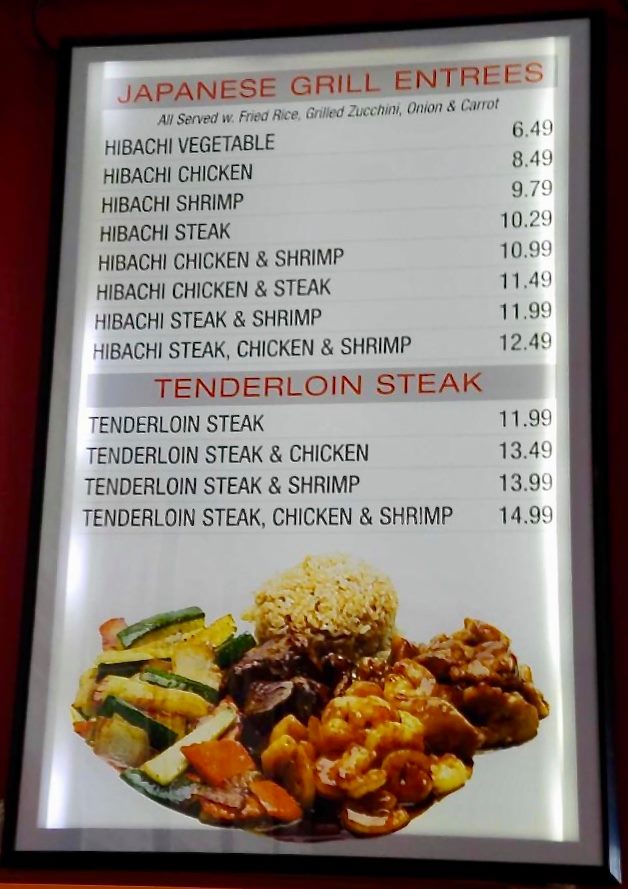 JAPANESE GRILL ENTREES
All Served w. Fried Rice, Grilled Zucchini, Onion & Carrot
HIBACHI VEGETABLE 6.49
HIBACHI CHICKEN 8.49
HIBACHI SHRIMP 9.79
HIBACHI STEAK 10.29
HIBACHI CHICKEN & SHRIMP 10.99
HIBACHI CHICKEN & STEAK 11.49
HIBACHI STEAK & SHRIMP 11.99
HIBACHI STEAK, CHICKEN & SHRIMP 12.49
TENDERLOIN STEAK
TENDERLOIN STEAK 11.99
TENDERLOIN STEAK & CHICKEN 13.49
TENDERLOIN STEAK & SHRIMP 13.99
TENDERLOIN STEAK, CHICKEN & SHRIMP 14.99